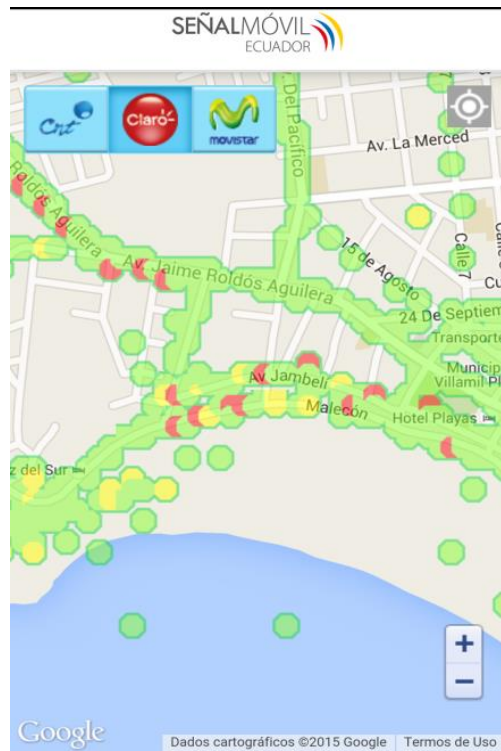 SEÑALMÓVIL
ECUADOR
Cnt
Claro
movistar
Del Pacífico
Av. La Merced
Roldós Aguilera
Av. Jaime Roldós Aguilera
15 de Agosto
Calle 7
24 De Septiem
Transporte
Municip
Villamil Pl
Av Jambelí
Malecón
Hotel Playas
z del Sur
+
−
Google
Dados cartográficos ©2015 Google
Termos de Uso